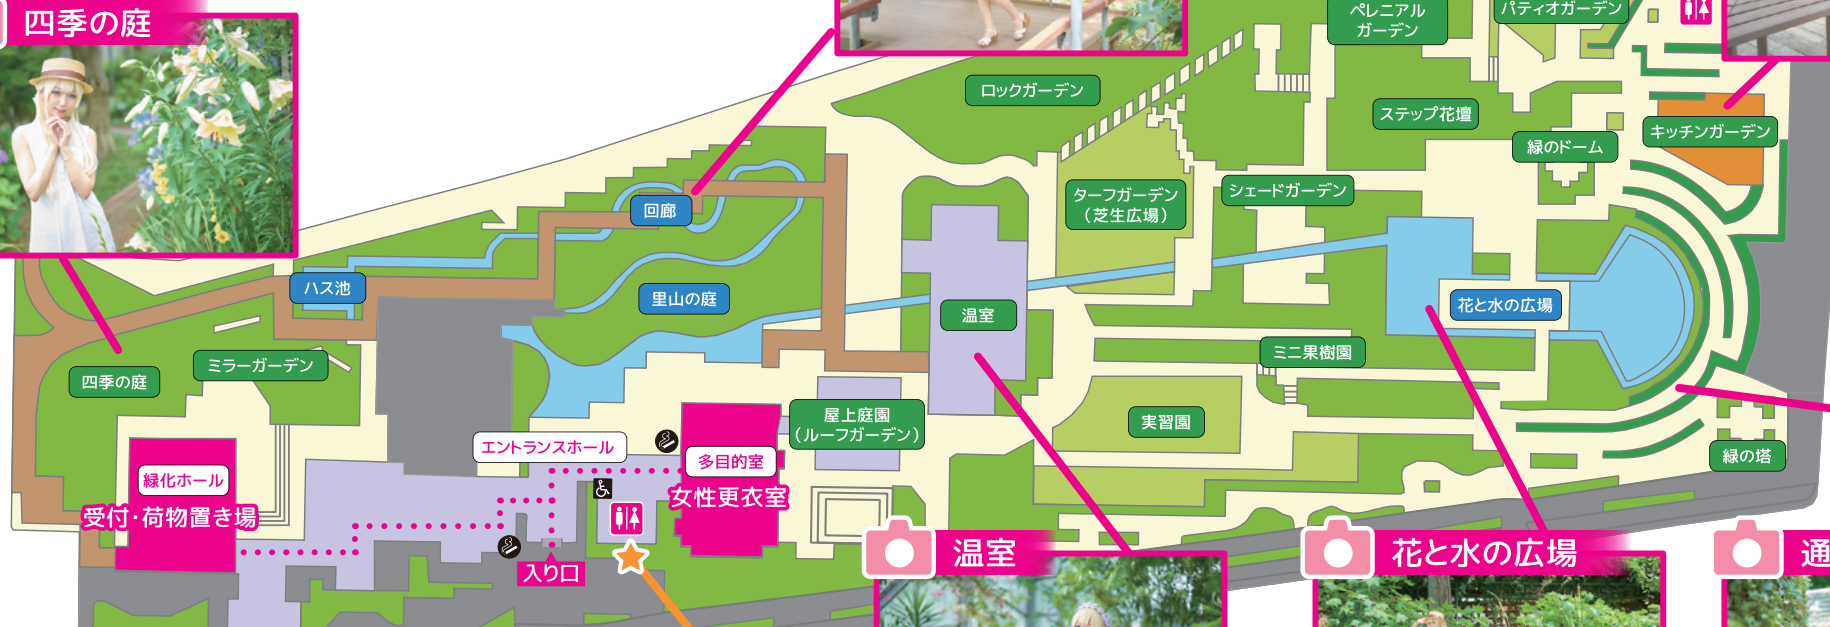 四季の庭
ペレニアル
ガーデン
パティオガーデン
ロックガーデン
ステップ花壇
キッチンガーデン
緑のドーム
ターフガーデン
（芝生広場）
シェードガーデン
回廊
ハス池
里山の庭
温室
花と水の広場
ミニ果樹園
ミラーガーデン
四季の庭
屋上庭園
（ルーフガーデン）
実習園
緑の塔
エントランスホール
多目的室
女性更衣室
緑化ホール
受付・荷物置き場
入り口
温室
花と水の広場
通